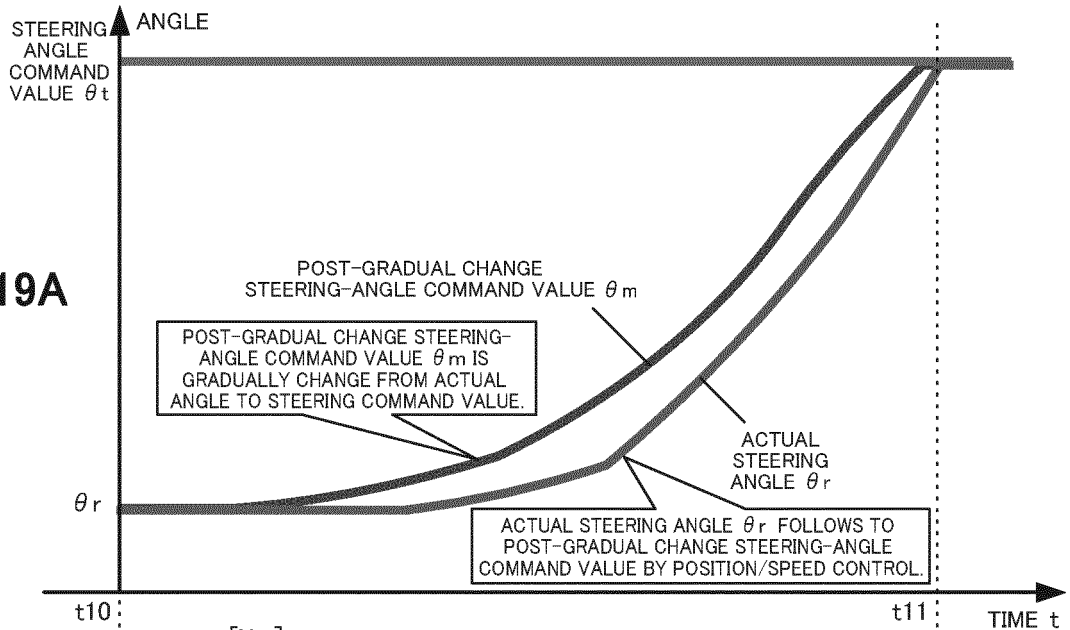 STEERING
ANGLE
COMMAND
VALUE θt
ANGLE
19A
POST-GRADUAL CHANGE
STEERING-ANGLE COMMAND VALUE θm
POST-GRADUAL CHANGE STEERING-
ANGLE COMMAND VALUE θm IS
GRADUALLY CHANGE FROM ACTUAL
ANGLE TO STEERING COMMAND VALUE.
ACTUAL
STEERING
ANGLE θr
θr
ACTUAL STEERING ANGLE θr FOLLOWS TO
POST-GRADUAL CHANGE STEERING-ANGLE
COMMAND VALUE BY POSITION/SPEED CONTROL.
t10
t11
TIME t